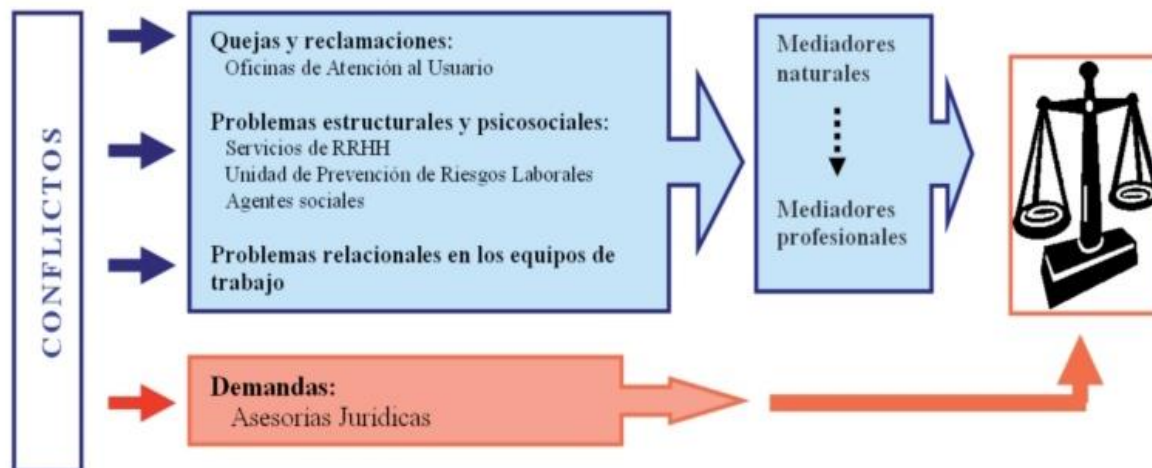 CONFLICTOS
Quejas y reclamaciones:
Oficinas de Atención al Usuario
Problemas estructurales y psicosociales:
Servicios de RRHH
Unidad de Prevención de Riesgos Laborales
Agentes sociales
Problemas relacionales en los equipos de
trabajo
Mediadores
naturales
Mediadores
profesionales
Demandas:
Asesorias Juridicas